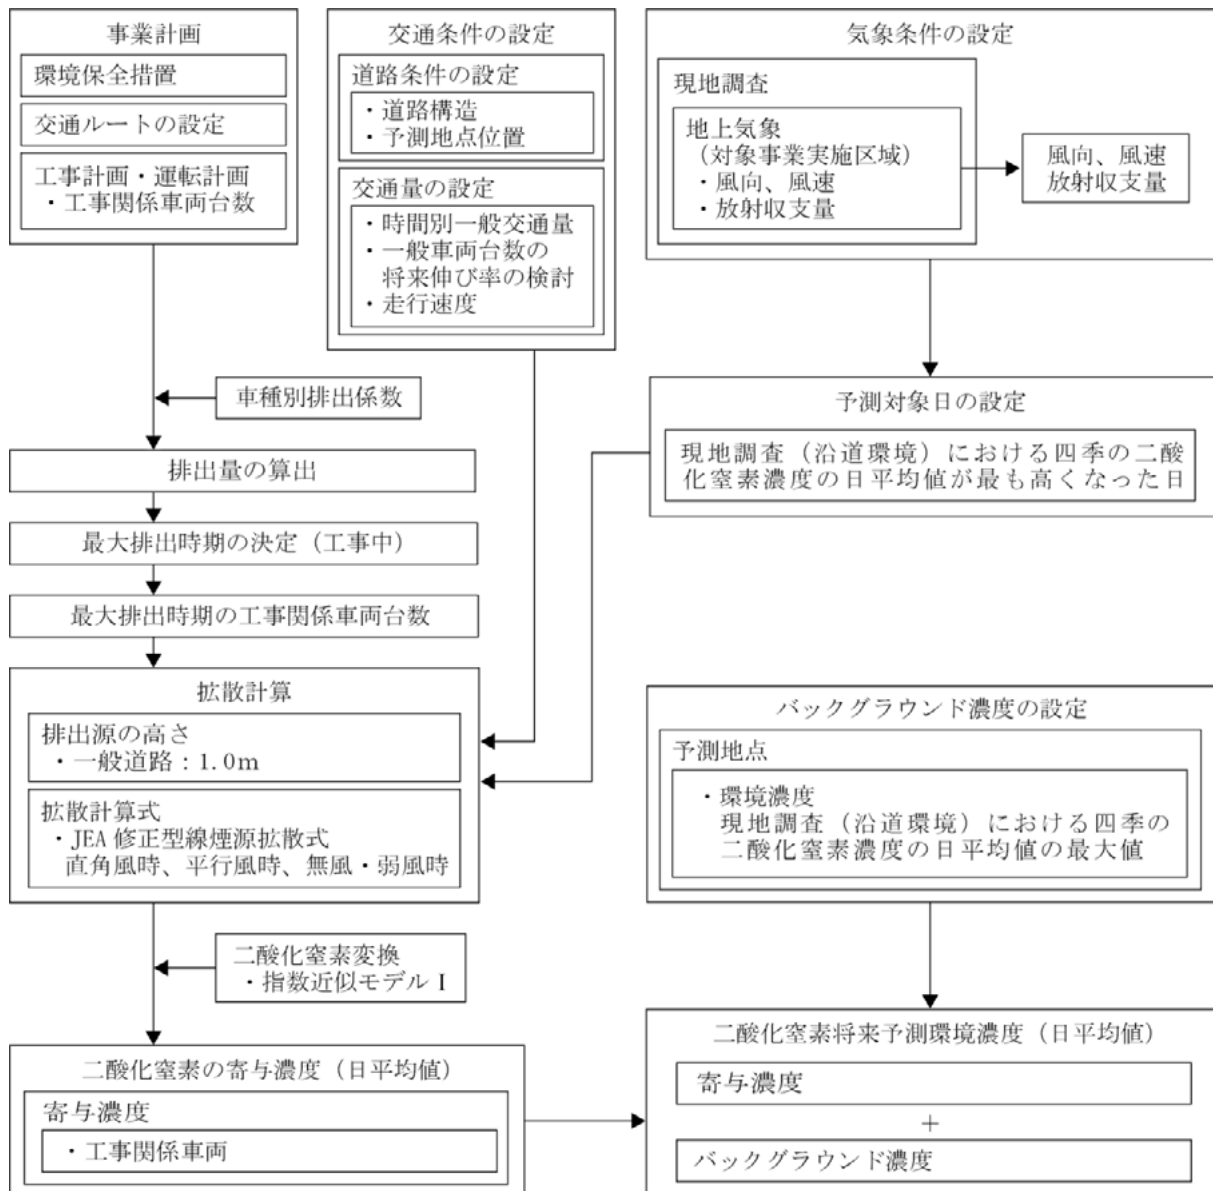 事業計画
環境保全措置
交通ルートの設定
工事計画・運転計画
・工事関係車両台数
交通条件の設定
道路条件の設定
・道路構造
・予測地点位置
交通量の設定
・時間別一般交通量
・一般車両台数の
将来伸び率の検討
・走行速度
気象条件の設定
現地調査
地上気象
（対象事業実施区域）
・風向、風速
・放射収支量
風向、風速
放射収支量
車種別排出係数
予測対象日の設定
現地調査（沿道環境）における四季の二酸
化窒素濃度の日平均値が最も高くなった日
排出量の算出
最大排出時期の決定（工事中）
最大排出時期の工事関係車両台数
拡散計算
排出源の高さ
・一般道路：1.0m
拡散計算式
・JEA 修正型線煙源拡散式
直角風時、平行風時、無風・弱風時
バックグラウンド濃度の設定
予測地点
・環境濃度
現地調査（沿道環境）における四季の
二酸化窒素濃度の日平均値の最大値
二酸化窒素変換
・指数近似モデルⅠ
二酸化窒素の寄与濃度（日平均値）
寄与濃度
・工事関係車両
二酸化窒素将来予測環境濃度（日平均値）
寄与濃度
+
バックグラウンド濃度